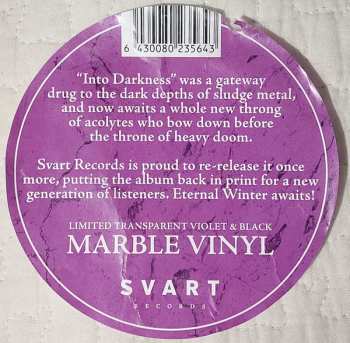 6 430080 235643
“Into Darkness” was a gateway
drug to the dark depths of sludge metal,
and now awaits a whole new throng
of acolytes who bow down before
the throne of heavy doom.
Svart Records is proud to re-release it once
more, putting the album back in print for a new
generation of listeners. Eternal Winter awaits!
LIMITED TRANSPARENT VIOLET & BLACK
MARBLE VINYL
SVART
RECORDS